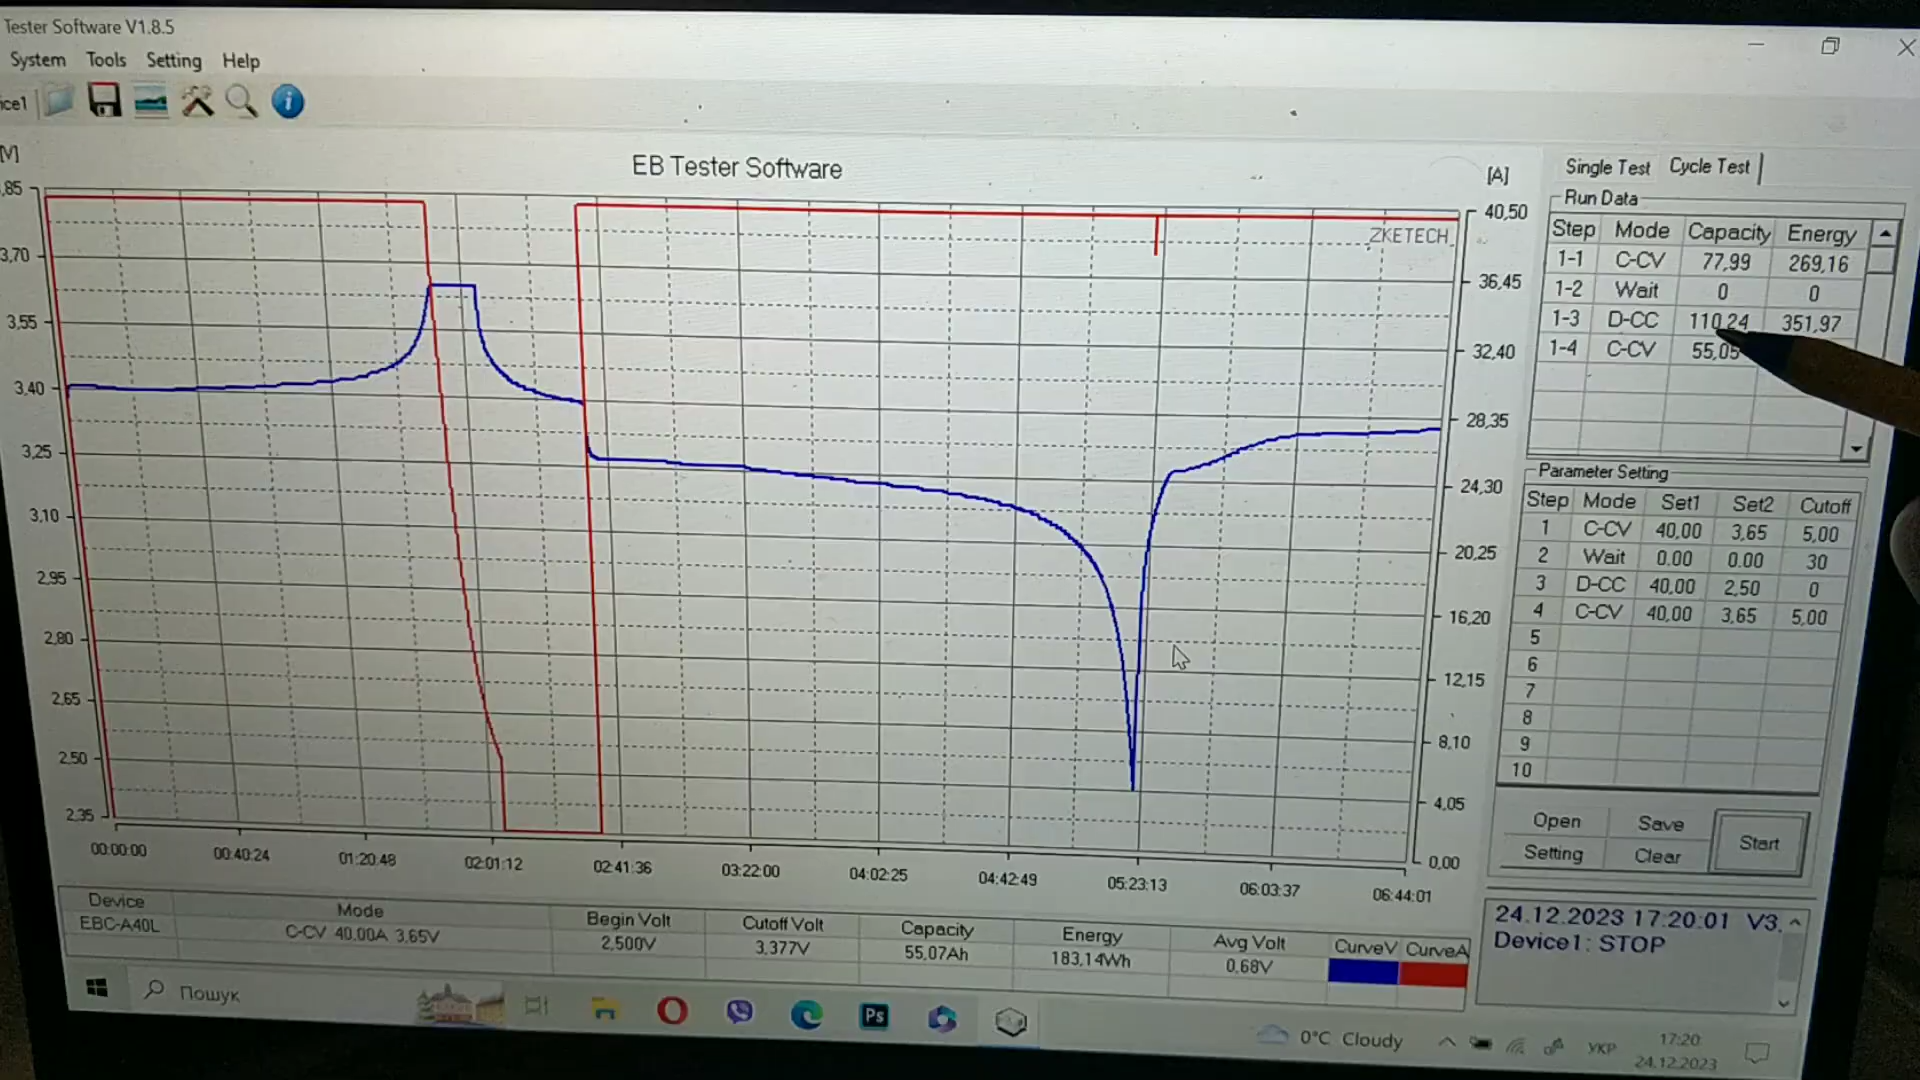 Tester Software V1.8.5
System Tools Setting Help
ice1
[V]
EB Tester Software
[A]
Single Test Cycle Test
Run Data
Step Mode Capacity Energy
1-1 C-CV 77,99 269,16
1-2 Wait 0 0
1-3 D-CC 110,24 351,97
1-4 C-CV 55,05
ZKETECH
,85
3,70
3,55
3,40
3,25
3,10
2,95
2,80
2,65
2,50
2,35
40,50
36,45
32,40
28,35
24,30
20,25
16,20
12,15
8,10
4,05
0,00
00:00:00 00:40:24 01:20:48 02:01:12 02:41:36 03:22:00 04:02:25 04:42:49 05:23:13 06:03:37 06:44:01
Parameter Setting
Step Mode Set1 Set2 Cutoff
1 C-CV 40,00 3,65 5,00
2 Wait 0.00 0.00 30
3 D-CC 40,00 2,50 0
4 C-CV 40,00 3,65 5,00
5
6
7
8
9
10
Open Save Start
Setting Clear
Device Mode Begin Volt Cutoff Volt Capacity Energy Avg Volt CurveV CurveA
EBC-A40L C-CV 40,00A 3,65V 2,500V 3,377V 55,07Ah 183,14Wh 0,68V
24.12.2023 17:20:01 V3.
Device1: STOP
Пошук
Ps
0°C Cloudy
УКР
17:20
24.12.2023